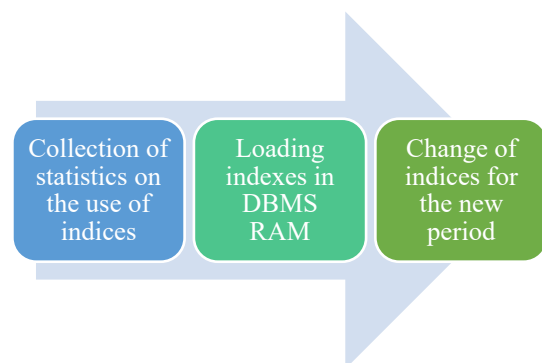 Collection of
statistics on
the use of
indices
Loading
indexes in
DBMS
RAM
Change of
indices for
the new
period